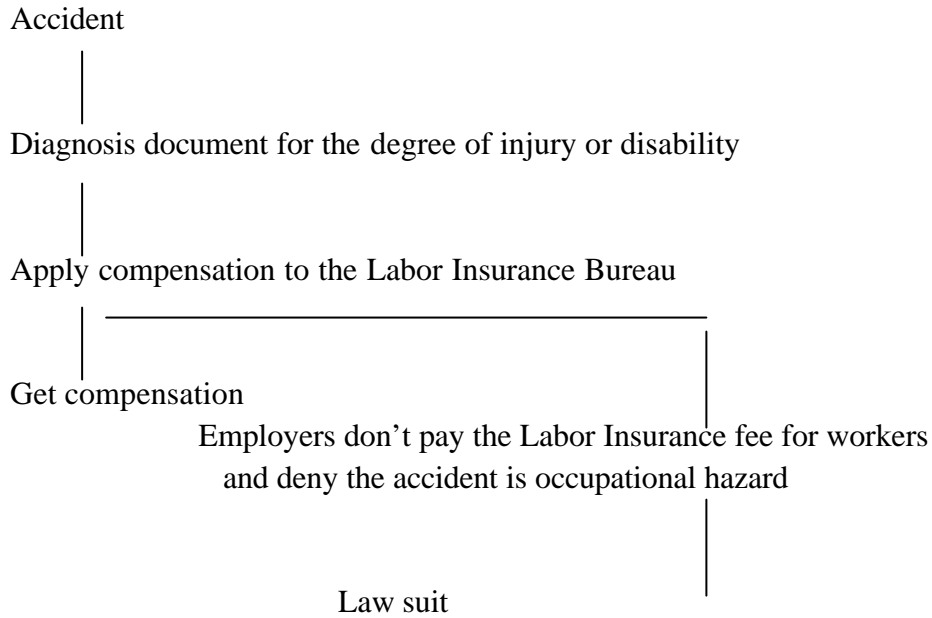 Accident
Diagnosis document for the degree of injury or disability
Apply compensation to the Labor Insurance Bureau
Get compensation
Employers don’t pay the Labor Insurance fee for workers
and deny the accident is occupational hazard
Law suit